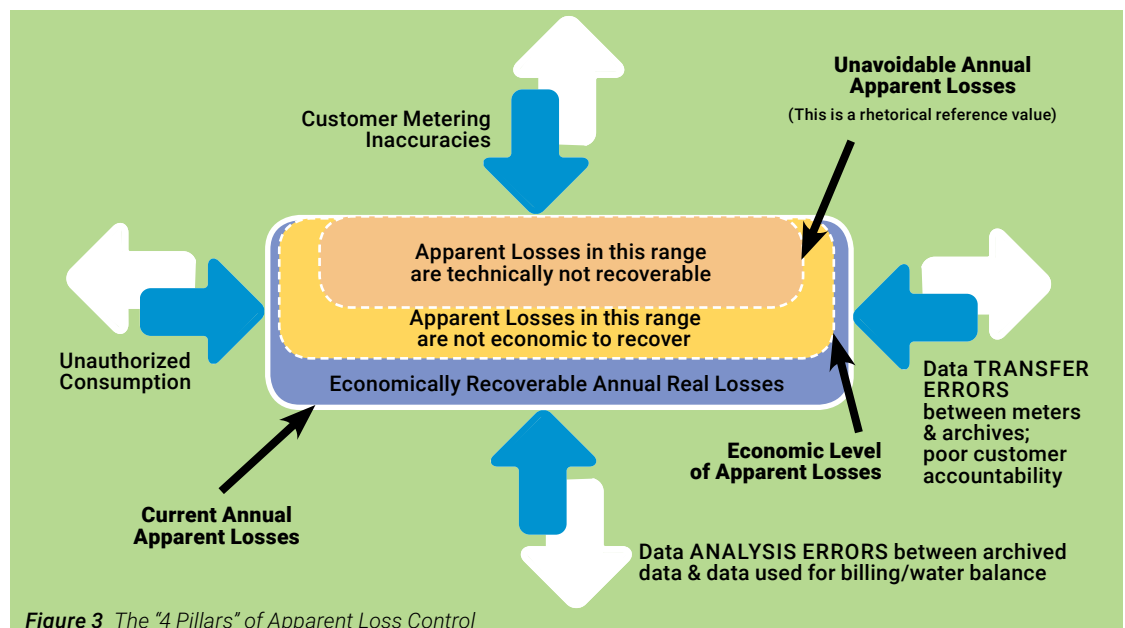 Unavoidable Annual
Apparent Losses
(This is a rhetorical reference value)
Customer Metering
Inaccuracies
Apparent Losses in this range
are technically not recoverable
Apparent Losses in this range
are not economic to recover
Economically Recoverable Annual Real Losses
Unauthorized
Consumption
Data TRANSFER
ERRORS
between meters
& archives;
poor customer
accountability
Economic Level
of Apparent Losses
Current Annual
Apparent Losses
Data ANALYSIS ERRORS between archived
data & data used for billing/water balance
Figure 3 The “4 Pillars” of Apparent Loss Control